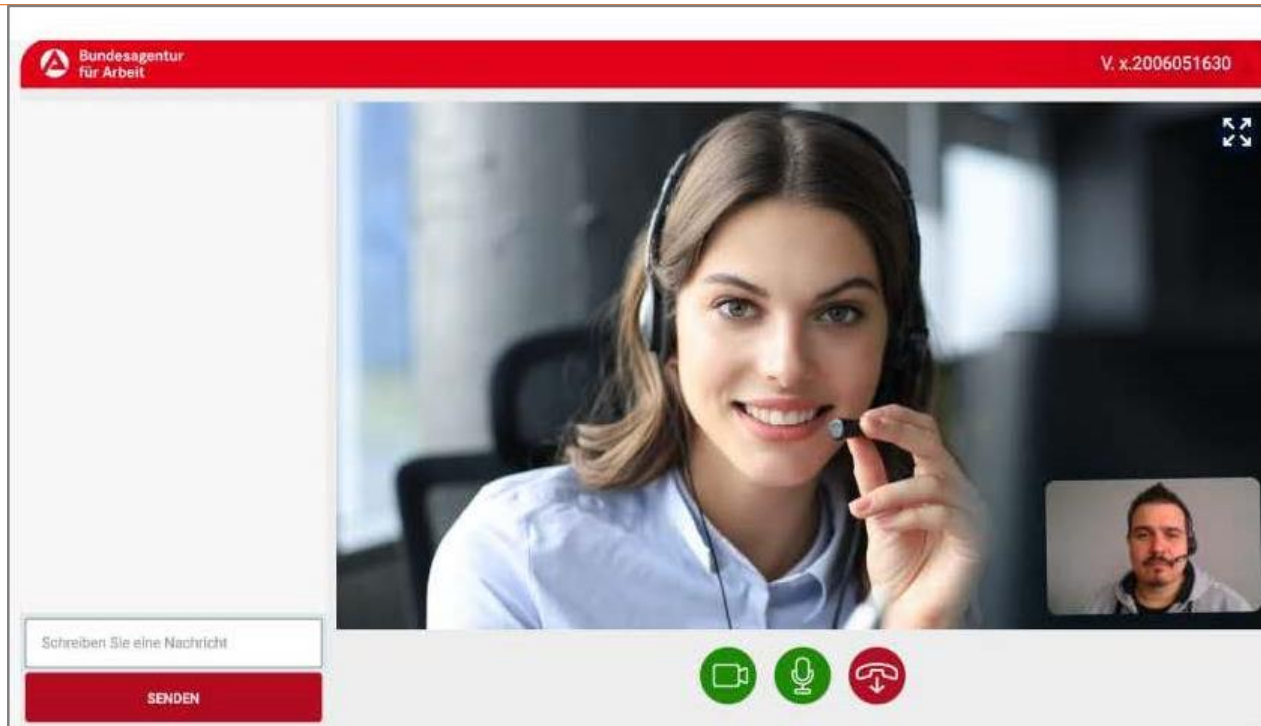 Bundesagentur
für Arbeit
V. x.2006051630
Schreiben Sie eine Nachricht
SENDEN